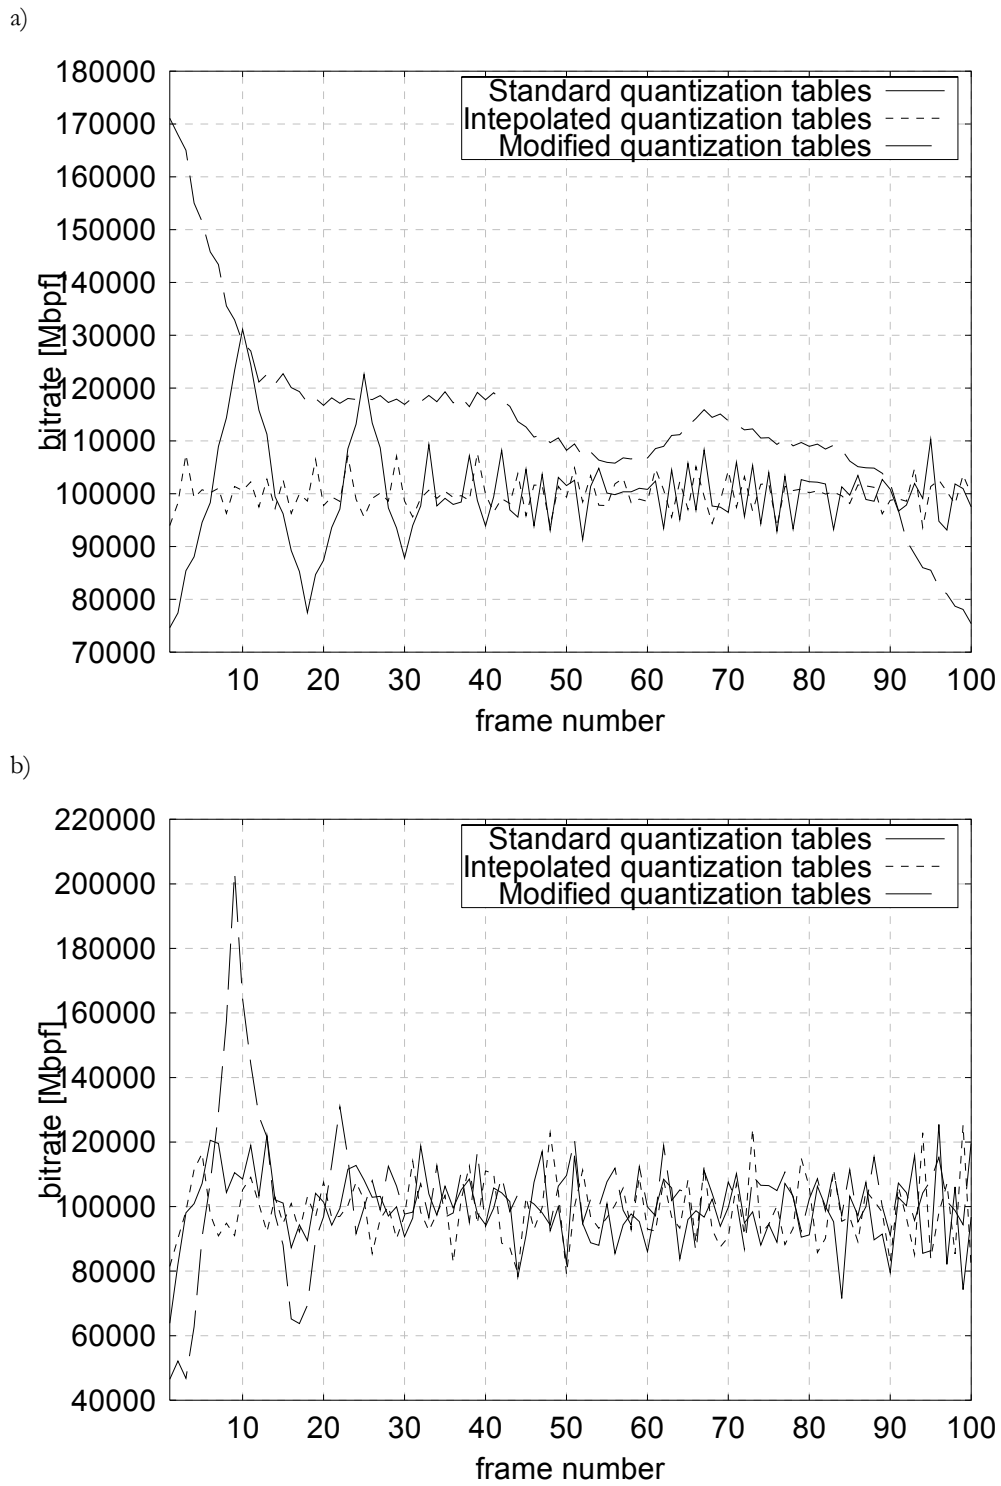 a)
180000
Standard quantization tables
170000
Intepolated quantization tables
Modified quantization tables
160000
150000
140000
130000
120000
110000
100000
90000
80000
70000
bitrate [Mbpf]
10 20 30 40 50 60 70 80 90 100
frame number
b)
220000
Standard quantization tables
Intepolated quantization tables
200000
Modified quantization tables
180000
160000
140000
120000
100000
80000
60000
40000
bitrate [Mbpf]
10 20 30 40 50 60 70 80 90 100
frame number